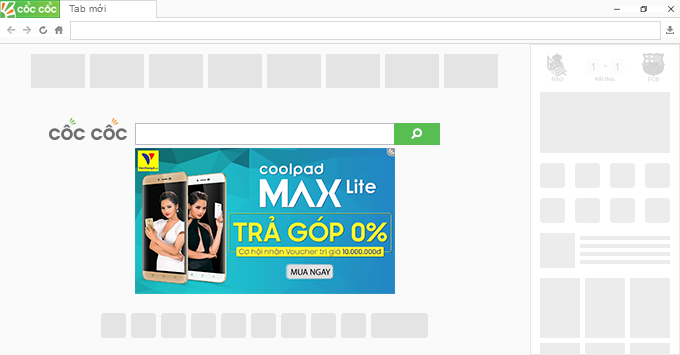 cốc cốc
Tab mới
1 - 1
RSO
Kết thúc
FCB
cốc cốc
coolpad
MAX Lite
TRẢ GÓP 0%
Cơ hội nhận Voucher trị giá 10.000.000đ
MUA NGAY